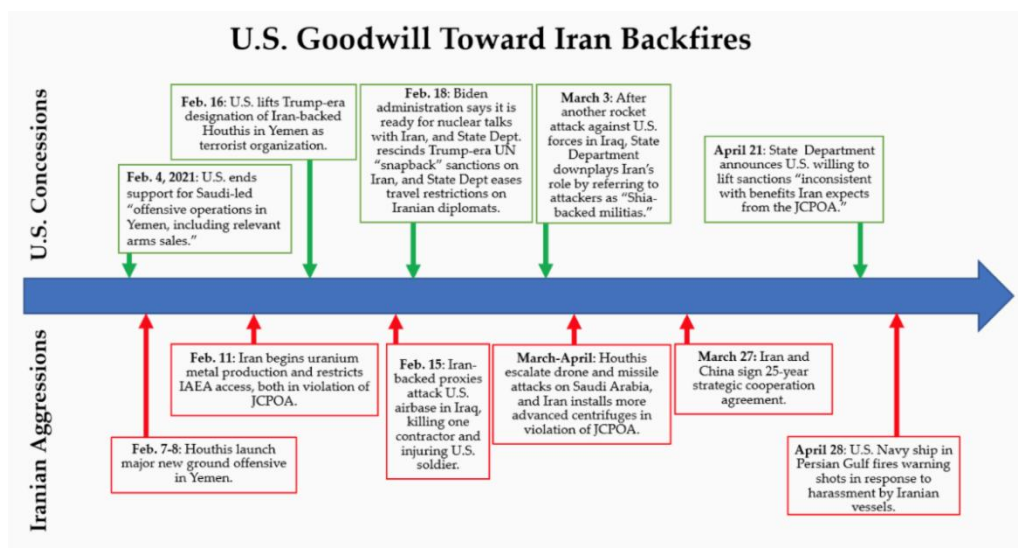 U.S. Goodwill Toward Iran Backfires
U.S. Concessions
Feb. 4, 2021: U.S. ends
support for Saudi-led
“offensive operations in
Yemen, including relevant
arms sales.”
Feb. 16: U.S. lifts Trump-era
designation of Iran-backed
Houthis in Yemen as
terrorist organization.
Feb. 18: Biden
administration says it is
ready for nuclear talks
with Iran, and State Dept.
rescinds Trump-era UN
“snapback” sanctions on
Iran, and State Dept eases
travel restrictions on
Iranian diplomats.
March 3: After
another rocket
attack against U.S.
forces in Iraq, State
Department
downplays Iran’s
role by referring to
attackers as “Shia-
backed militias.”
April 21: State Department
announces U.S. willing to
lift sanctions “inconsistent
with benefits Iran expects
from the JCPOA.”
Iranian Aggressions
Feb. 7-8: Houthis launch
major new ground offensive
in Yemen.
Feb. 11: Iran begins uranium
metal production and restricts
IAEA access, both in violation of
JCPOA.
Feb. 15: Iran-
backed proxies
attack U.S.
airbase in Iraq,
killing one
contractor and
injuring U.S.
soldier.
March-April: Houthis
escalate drone and missile
attacks on Saudi Arabia,
and Iran installs more
advanced centrifuges in
violation of JCPOA.
March 27: Iran and
China sign 25-year
strategic cooperation
agreement.
April 28: U.S. Navy ship in
Persian Gulf fires warning
shots in response to
harassment by Iranian
vessels.